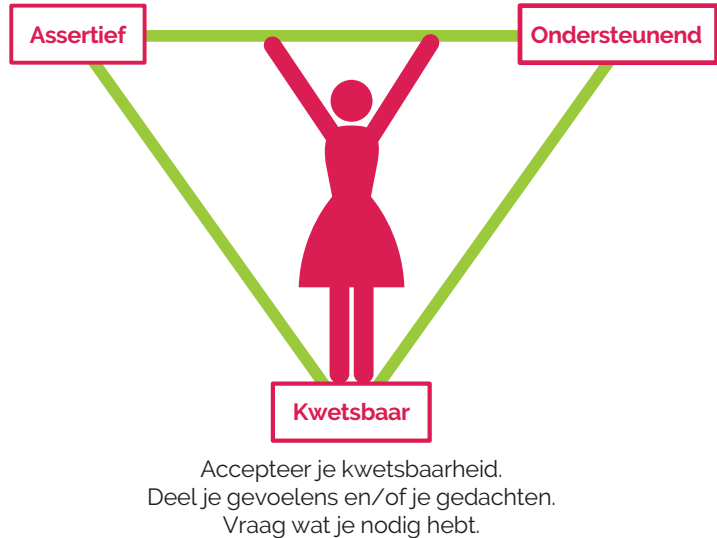 Assertief
Ondersteunend
Kwetsbaar
Accepteer je kwetsbaarheid.
Deel je gevoelens en/of je gedachten.
Vraag wat je nodig hebt.